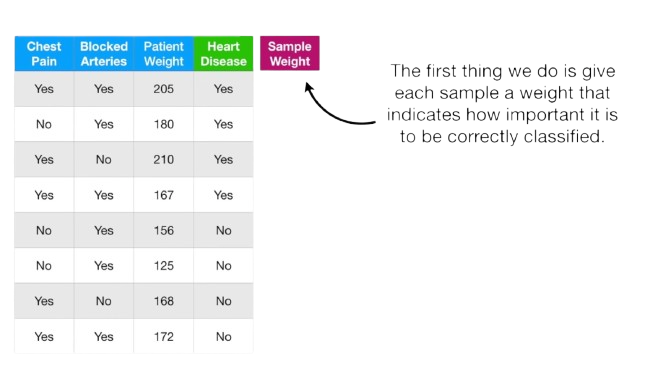 Chest Pain Blocked Arteries Patient Weight Heart Disease Sample Weight
Yes Yes 205 Yes
No Yes 180 Yes
Yes No 210 Yes
Yes Yes 167 Yes
No Yes 156 No
No Yes 125 No
Yes No 168 No
Yes Yes 172 No
The first thing we do is give
each sample a weight that
indicates how important it is
to be correctly classified.